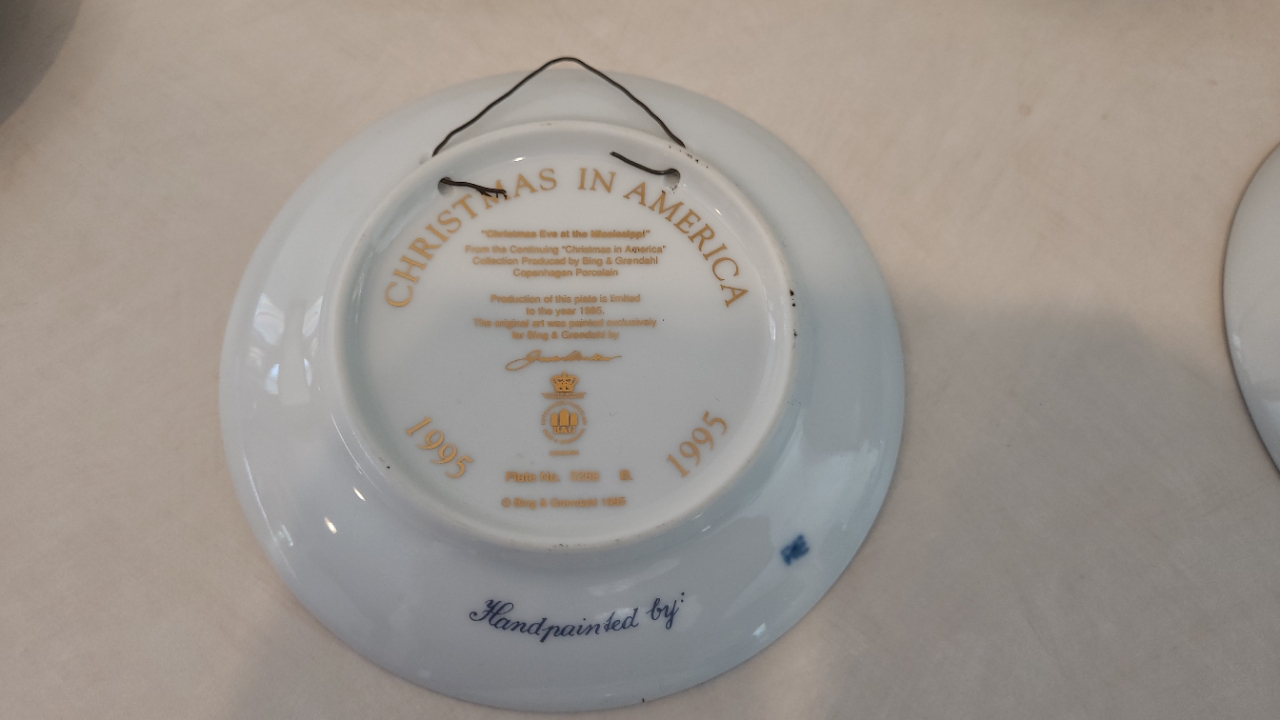 CHRISTMAS IN AMERICA
"Christmas Eve at the Mississippi"
From the Continuing "Christmas in America"
Collection Produced by Bing & Grøndahl
Copenhagen Porcelain
Production of this plate is limited
to the year 1995.
The original art was painted exclusively
for Bing & Grøndahl by
B&G
1995
1995
Plate No.
© Bing & Grøndahl 1995
Handpainted by: